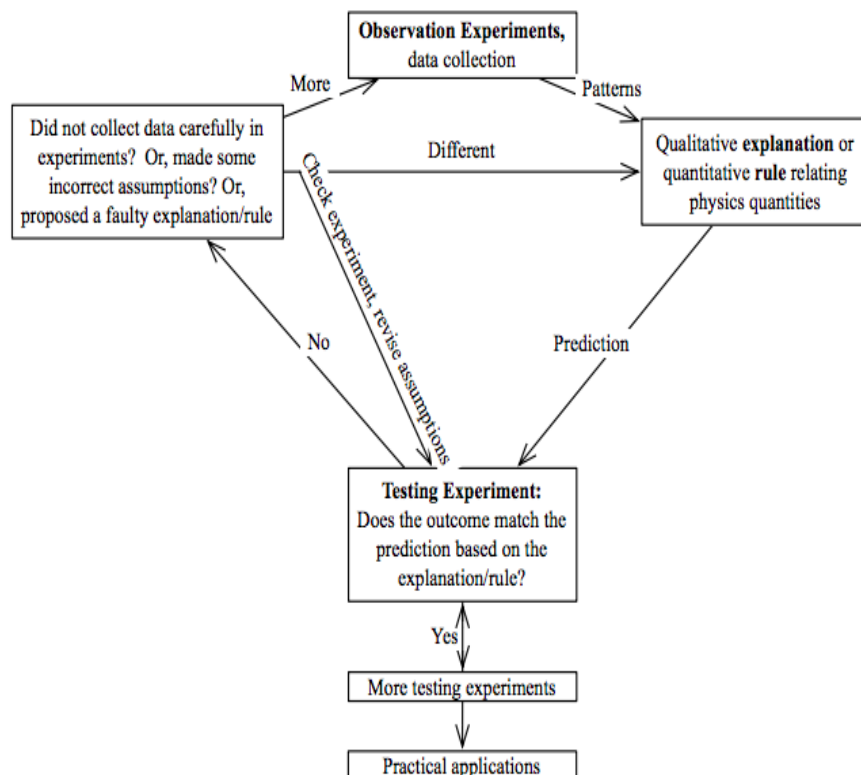 Observation Experiments,
data collection
More
Patterns
Did not collect data carefully in
experiments? Or, made some
incorrect assumptions? Or,
proposed a faulty explanation/rule
Different
Qualitative explanation or
quantitative rule relating
physics quantities
Check experiment, revise assumptions
No
Prediction
Testing Experiment:
Does the outcome match the
prediction based on the
explanation/rule?
Yes
More testing experiments
Practical applications